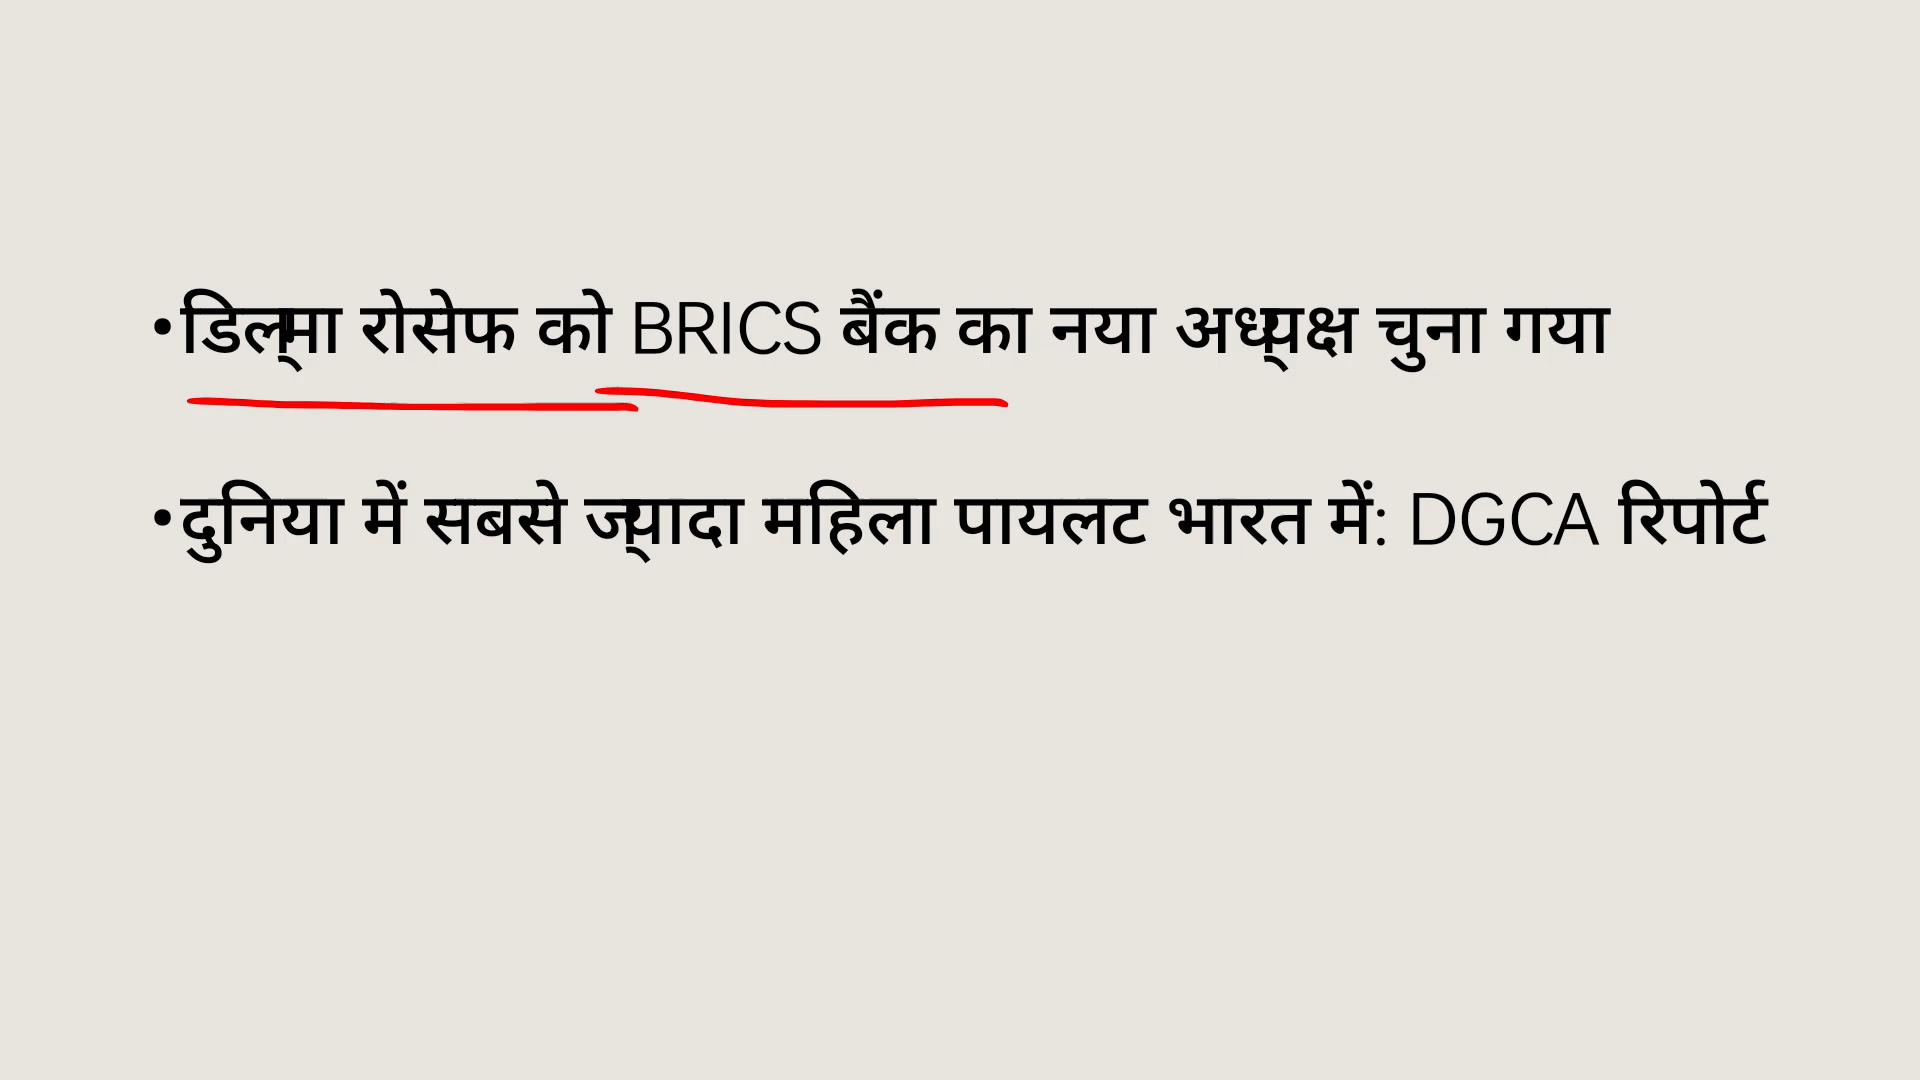 •डिल्मा रोसेफ को BRICS बैंक का नया अध्यक्ष चुना गया
•दुनिया में सबसे ज्यादा महिला पायलट भारत में: DGCA रिपोर्ट